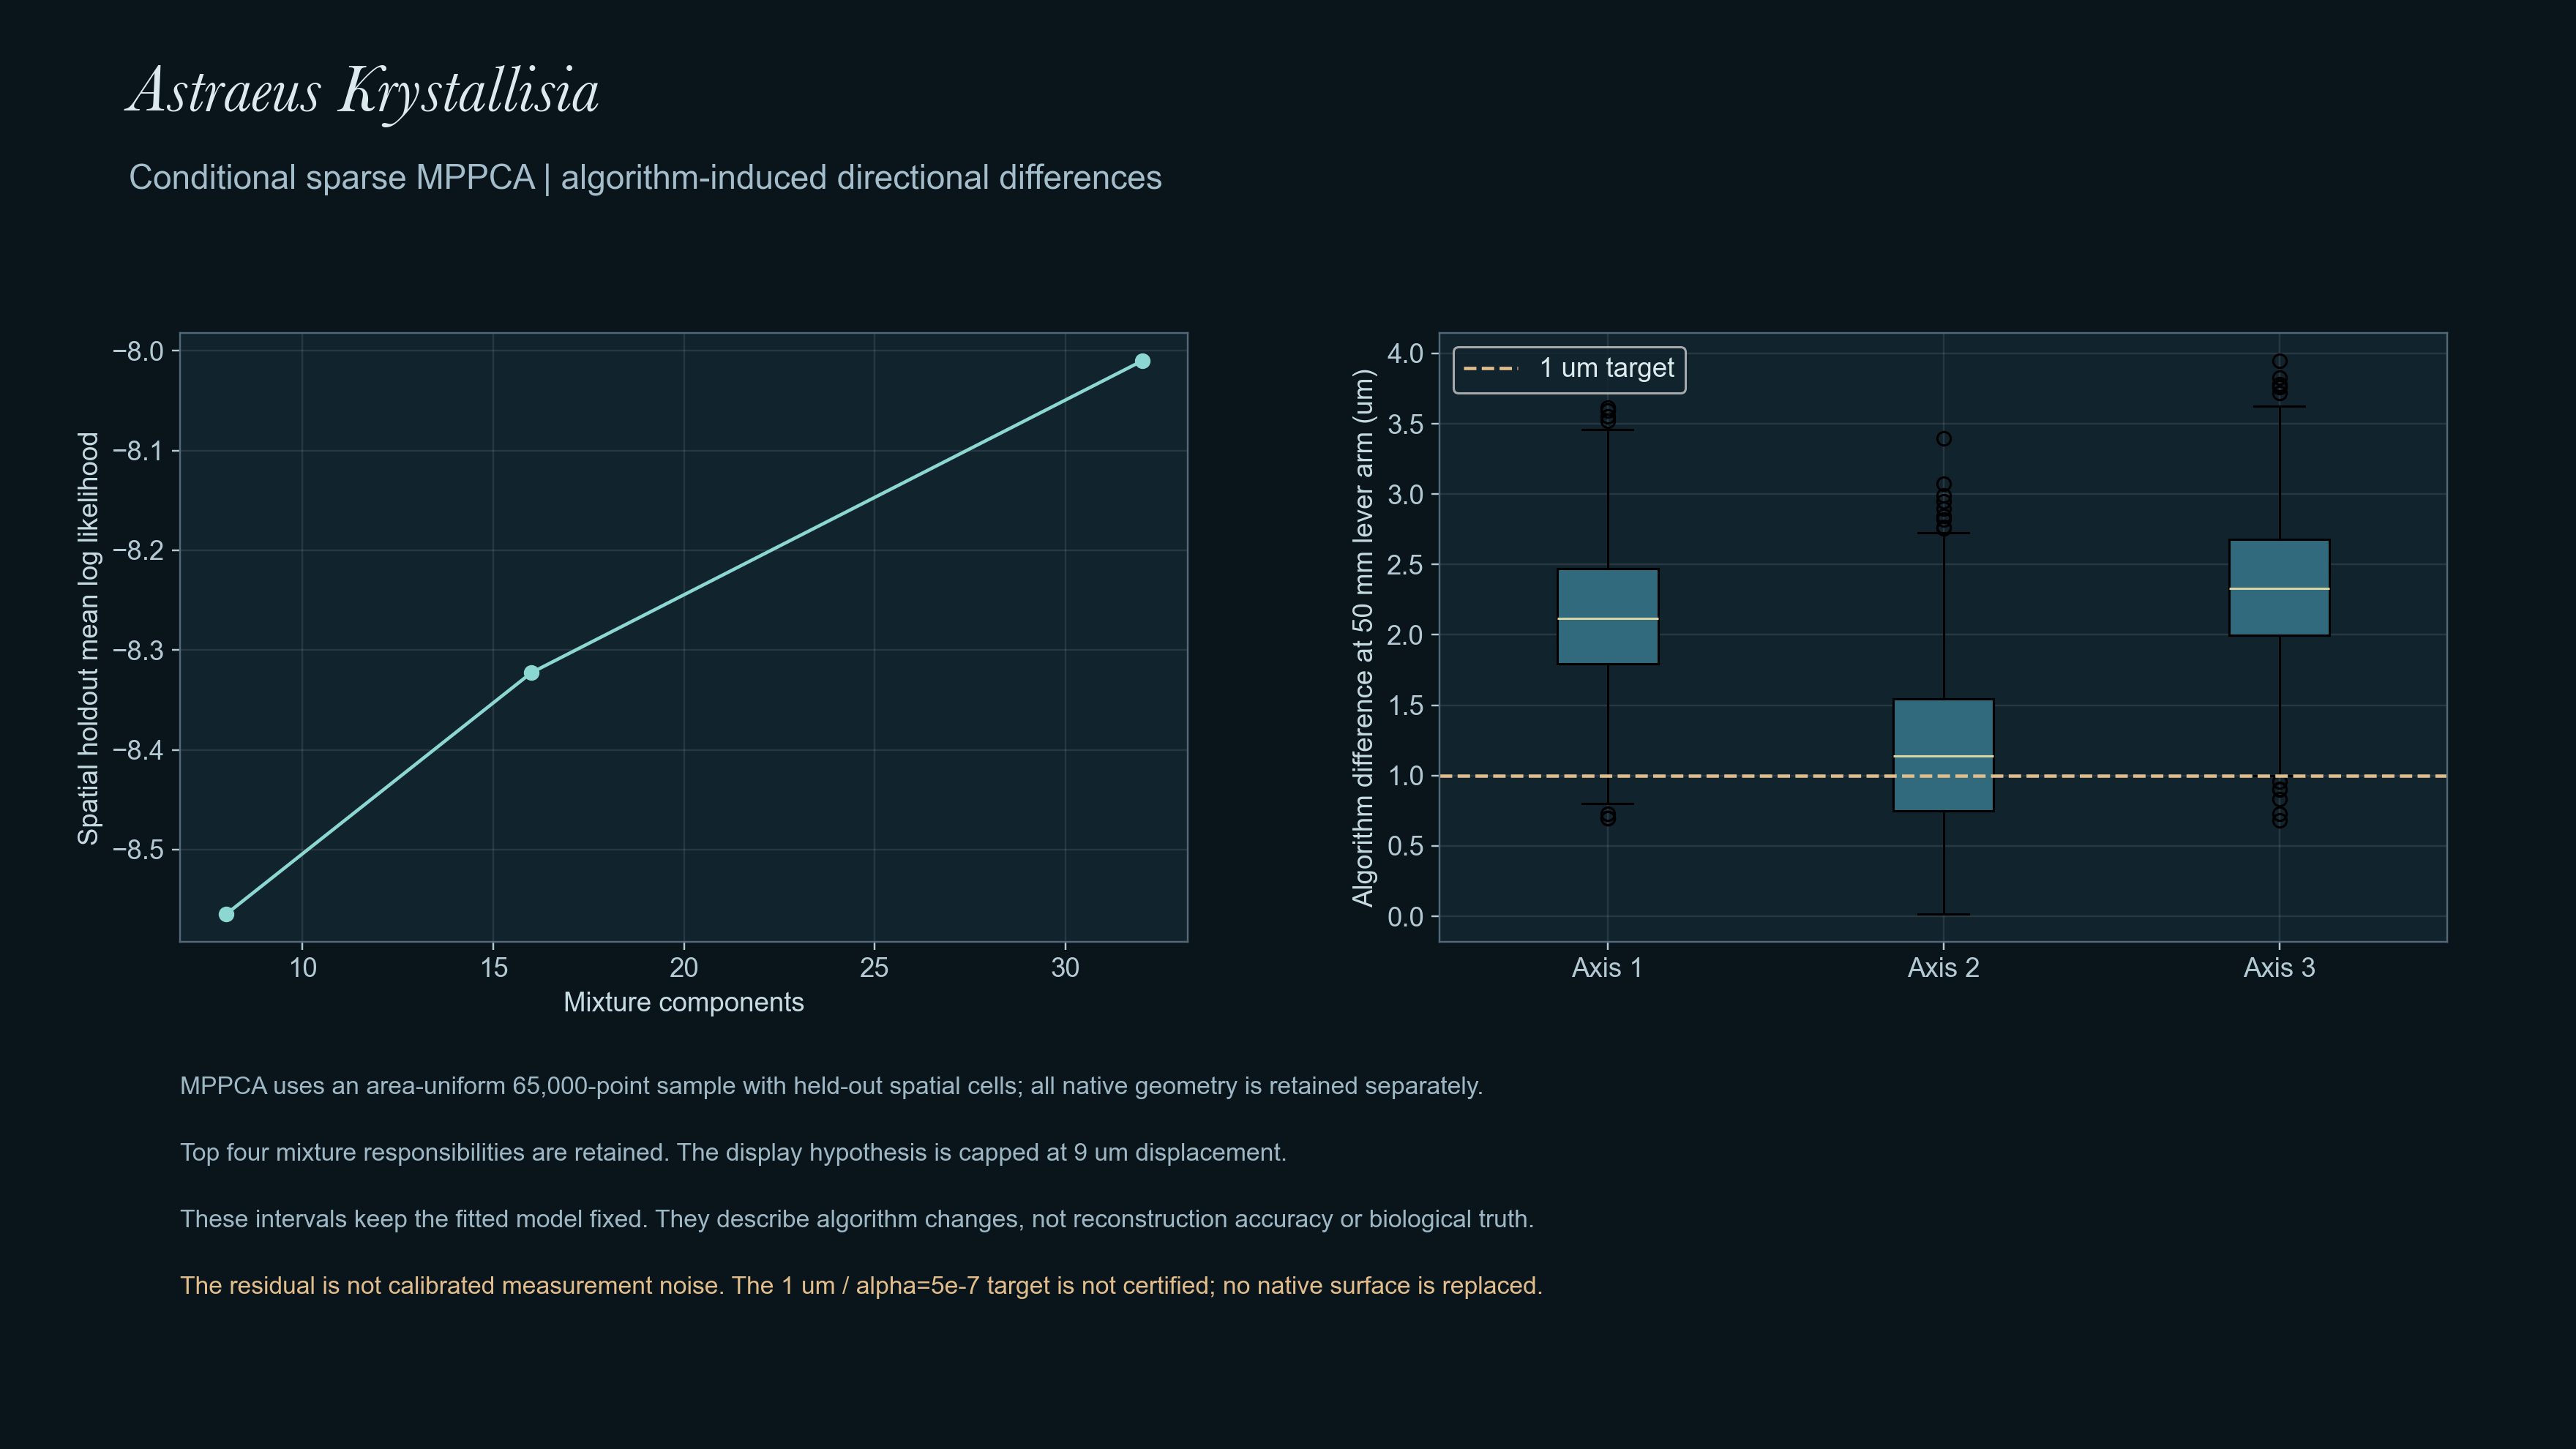 Astraeus Krystallisia
Conditional sparse MPPCA | algorithm-induced directional differences
Spatial holdout mean log likelihood
−8.0
−8.1
−8.2
−8.3
−8.4
−8.5
10
15
20
25
30
Mixture components
Algorithm difference at 50 mm lever arm (um)
4.0
3.5
3.0
2.5
2.0
1.5
1.0
0.5
0.0
1 um target
Axis 1
Axis 2
Axis 3
MPPCA uses an area-uniform 65,000-point sample with held-out spatial cells; all native geometry is retained separately.
Top four mixture responsibilities are retained. The display hypothesis is capped at 9 um displacement.
These intervals keep the fitted model fixed. They describe algorithm changes, not reconstruction accuracy or biological truth.
The residual is not calibrated measurement noise. The 1 um / alpha=5e-7 target is not certified; no native surface is replaced.